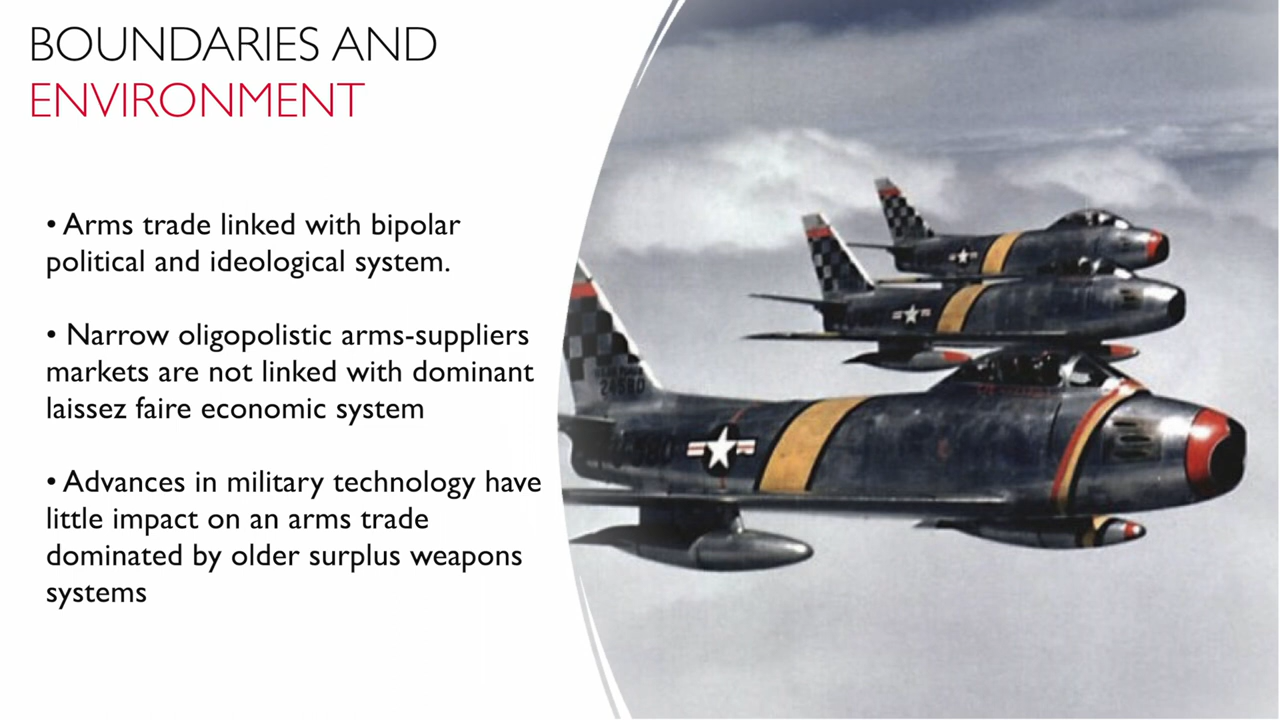 BOUNDARIES AND
ENVIRONMENT
• Arms trade linked with bipolar
political and ideological system.
• Narrow oligopolistic arms-suppliers
markets are not linked with dominant
laissez faire economic system
• Advances in military technology have
little impact on an arms trade
dominated by older surplus weapons
systems
24580